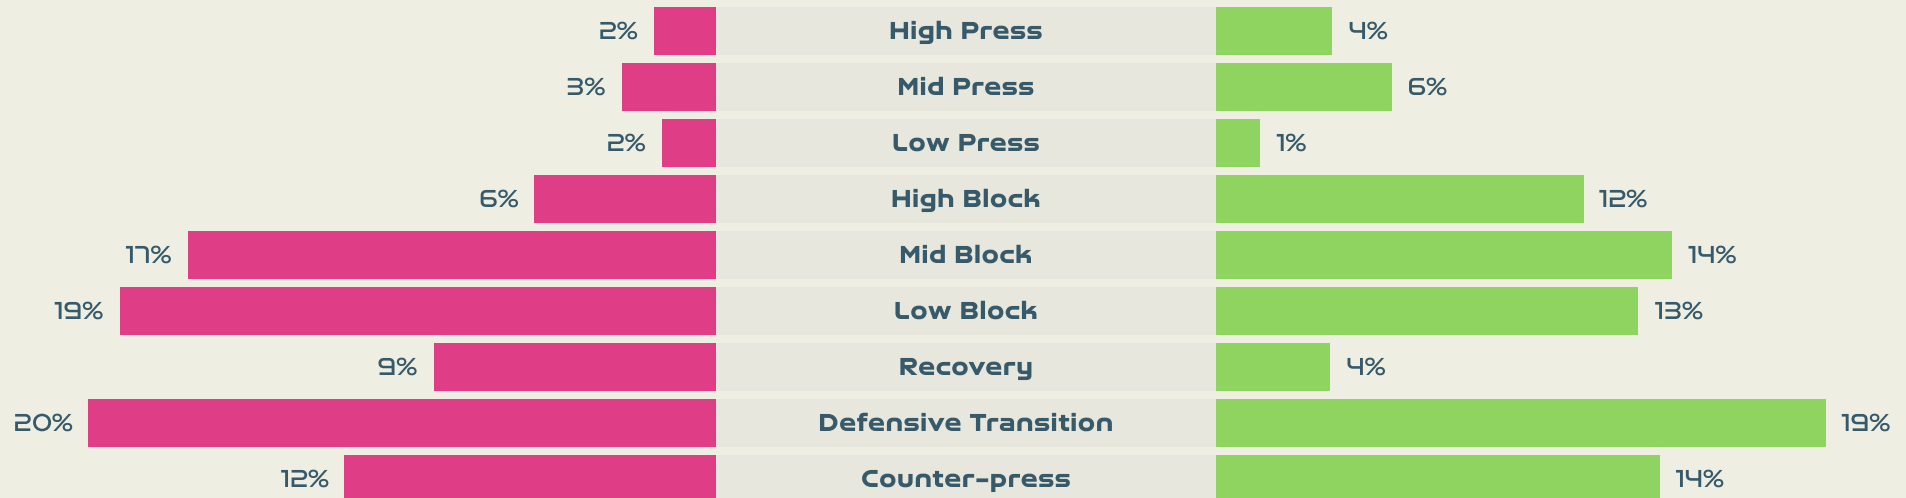 2% High Press 4%
3% Mid Press 6%
2% Low Press 1%
6% High Block 12%
17% Mid Block 14%
19% Low Block 13%
9% Recovery 4%
20% Defensive Transition 19%
12% Counter-press 14%